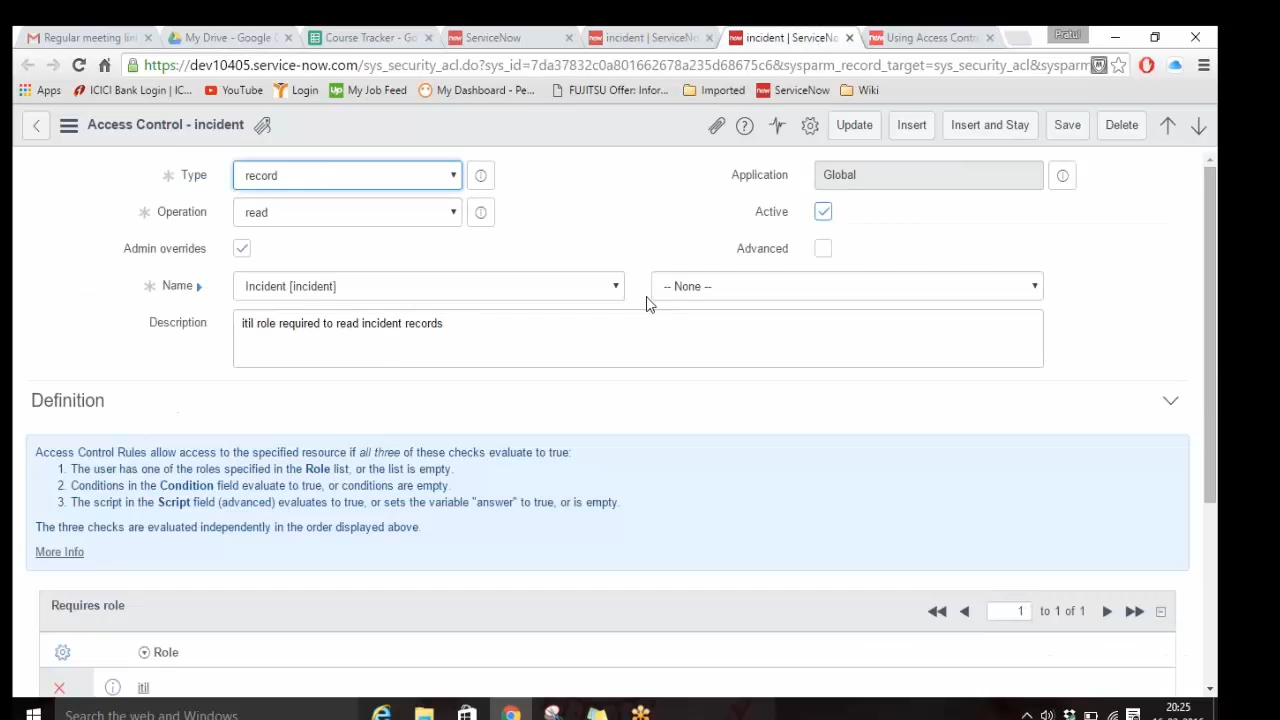 Regular meeting lin
My Drive - Google
Course Tracker - Go
ServiceNow
incident | ServiceNo
incident | ServiceNo
Using Access Contr
Pratul
https://dev10405.service-now.com/sys_security_acl.do?sys_id=7da37832c0a801662678a235d68675c6&sysparm_record_target=sys_security_acl&sysparm
Apps
ICICI Bank Login | IC...
YouTube
Login
Up My Job Feed
My Dashboard - Pe...
FUJITSU Offer: Infor...
Imported
now ServiceNow
Wiki
Access Control - incident
Update
Insert
Insert and Stay
Save
Delete
Type
record
Application
Global
Operation
read
Active
Admin overrides
Advanced
Name
Incident [incident]
-- None --
Description
itil role required to read incident records
Definition
Access Control Rules allow access to the specified resource if all three of these checks evaluate to true:
1. The user has one of the roles specified in the Role list, or the list is empty.
2. Conditions in the Condition field evaluate to true, or conditions are empty.
3. The script in the Script field (advanced) evaluates to true, or sets the variable "answer" to true, or is empty.
The three checks are evaluated independently in the order displayed above.
More Info
Requires role
1 to 1 of 1
Role
itil
Search the web and Windows
20:25